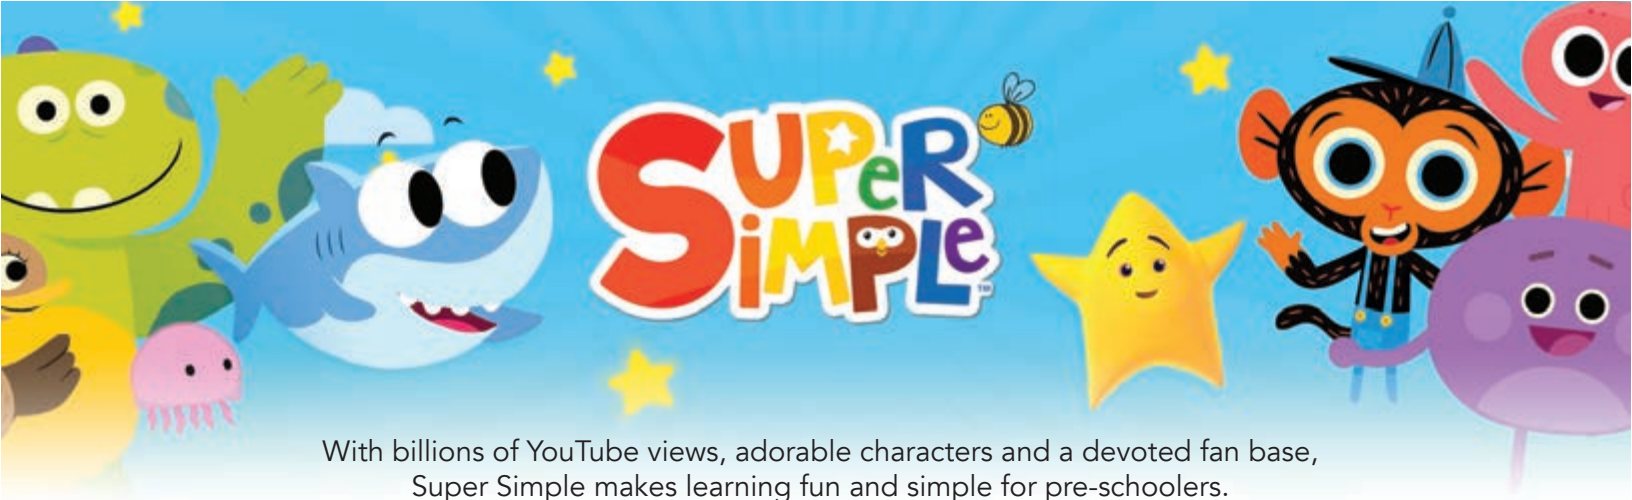 SUPeR
SiMPLe™
With billions of YouTube views, adorable characters and a devoted fan base,
Super Simple makes learning fun and simple for pre-schoolers.